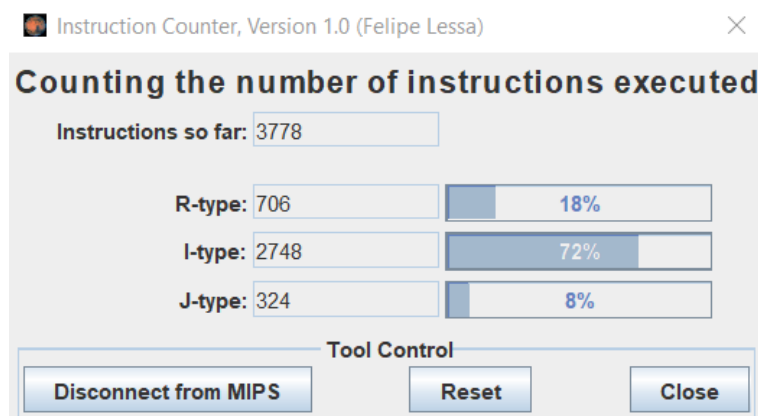 Instruction Counter, Version 1.0 (Felipe Lessa)
Counting the number of instructions executed
Instructions so far: 3778
R-type: 706 18%
I-type: 2748 72%
J-type: 324 8%
Tool Control
Disconnect from MIPS Reset Close